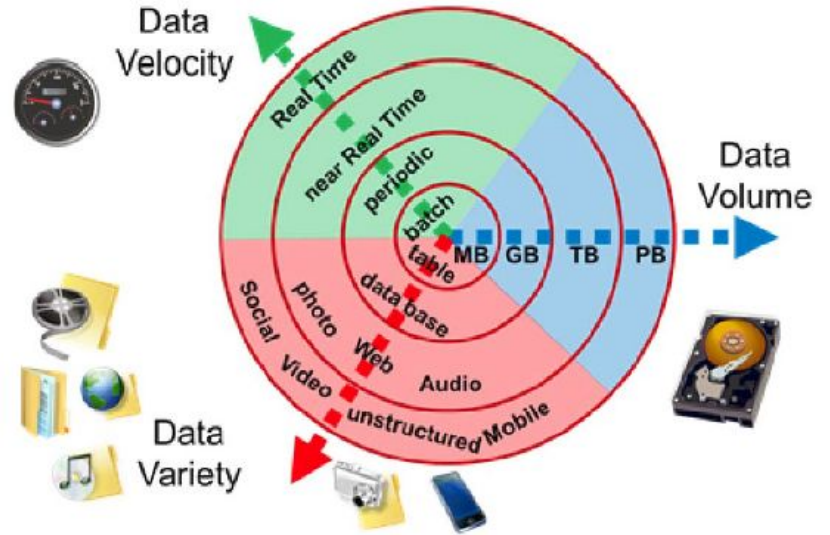 Data
Velocity
Real Time
near Real Time
periodic
batch
Data
Volume
MB GB TB PB
table
data base
photo
Web
Audio
Social
Video
unstructured
Mobile
Data
Variety